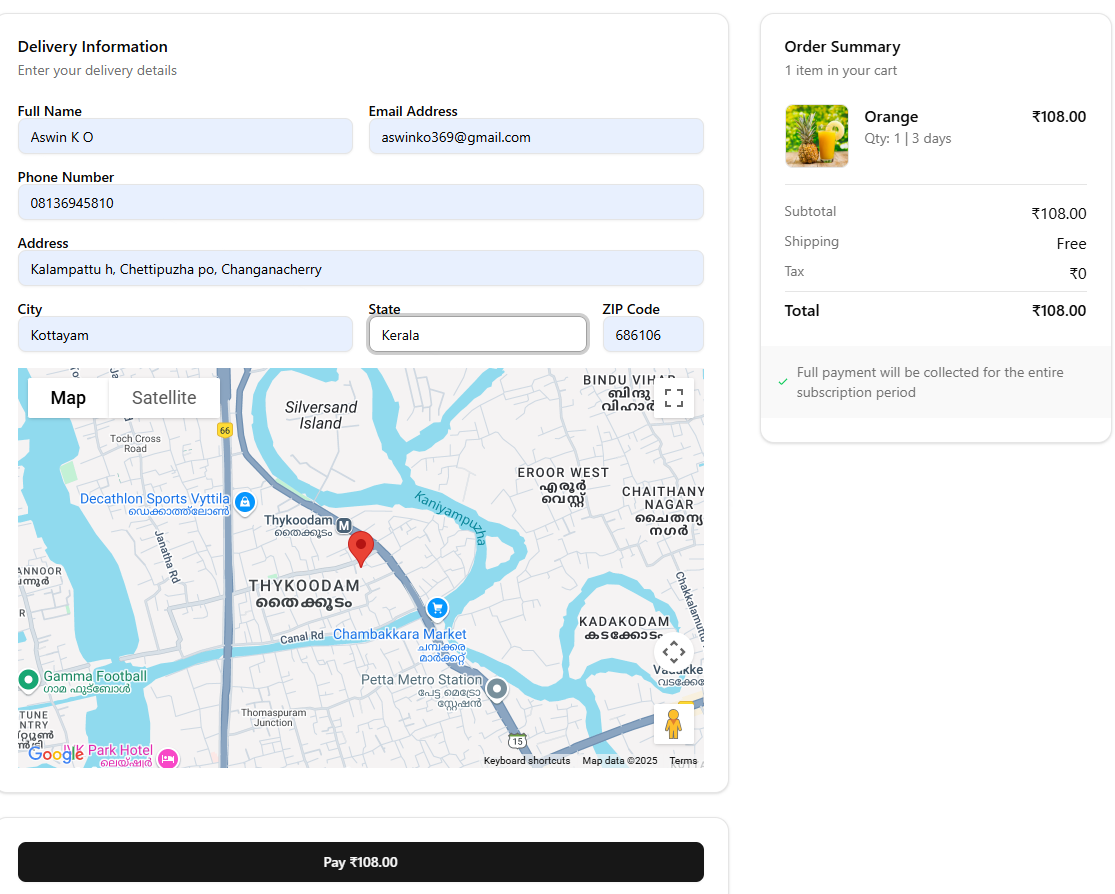 Delivery Information
Enter your delivery details
Full Name
Aswin K O
Email Address
aswinko369@gmail.com
Phone Number
08136945810
Address
Kalampattu h, Chettipuzha po, Changanacherry
City
Kottayam
State
Kerala
ZIP Code
686106
Map
Satellite
BINDU VIHAR
ബിന്ദു
വിഹാർ
Silversand
Island
66
Toch Cross
Road
EROOR WEST
എരൂർ
വെസ്റ്റ്
Kaniyampuzha
CHAITHANY
NAGAR
ചൈതന്യ
നഗർ
Decathlon Sports Vyttila
ഡെക്കാത്ത്‌ലോൺ
Thykoodam
തൈക്കൂടം
M
Janatha Rd
ANNOOR
THYKOODAM
തൈക്കൂടം
Chakkalamuttu
KADAKODAM
കടക്കോടം
Canal Rd
Chambakkara Market
ചമ്പക്കര
മാർക്കറ്റ്
Gamma Football
ഗാമ ഫുട്ബോൾ
Petta Metro Station
പേട്ട മെട്രോ
സ്റ്റേഷൻ
Thomaspuram
Junction
TUNE
NTRY
VK Park Hotel
15
Google
Keyboard shortcuts
Map data ©2025
Terms
Pay ₹108.00
Order Summary
1 item in your cart
Orange
₹108.00
Qty: 1 | 3 days
Subtotal
₹108.00
Shipping
Free
Tax
₹0
Total
₹108.00
Full payment will be collected for the entire
subscription period